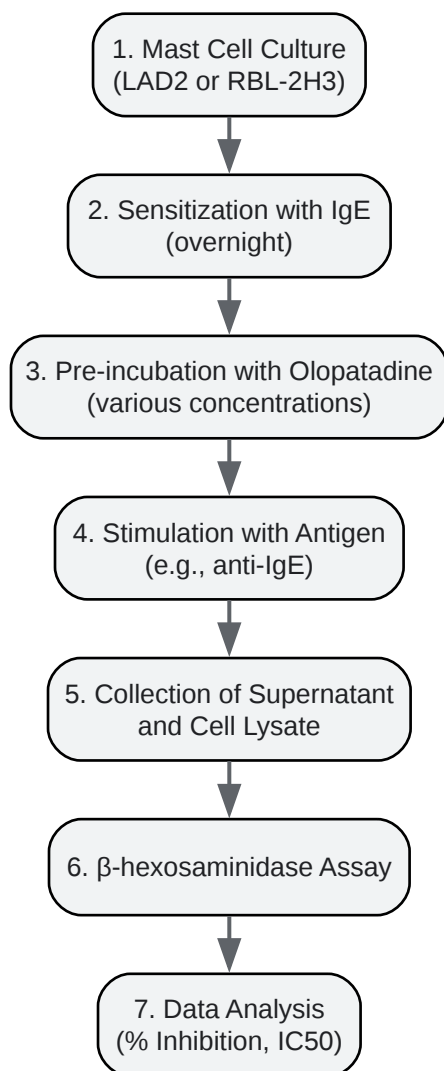 1. Mast Cell Culture
(LAD2 or RBL-2H3)
2. Sensitization with IgE
(overnight)
3. Pre-incubation with Olopatadine
(various concentrations)
4. Stimulation with Antigen
(e.g., anti-IgE)
5. Collection of Supernatant
and Cell Lysate
6. β-hexosaminidase Assay
7. Data Analysis
(% Inhibition, IC50)